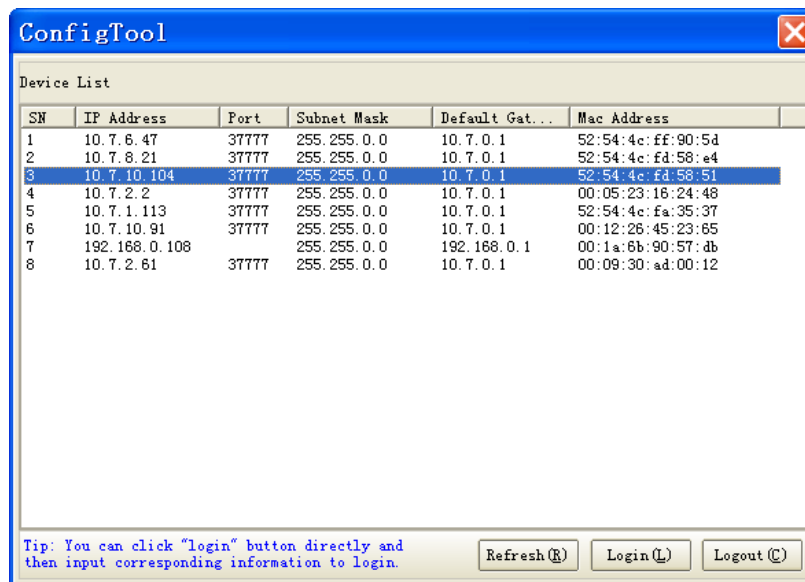 ConfigTool
Device List
SN IP Address Port Subnet Mask Default Gat... Mac Address
1 10.7.6.47 37777 255.255.0.0 10.7.0.1 52:54:4c:ff:90:5d
2 10.7.8.21 37777 255.255.0.0 10.7.0.1 52:54:4c:fd:58:e4
3 10.7.10.104 37777 255.255.0.0 10.7.0.1 52:54:4c:fd:58:51
4 10.7.2.2 37777 255.255.0.0 10.7.0.1 00:05:23:16:24:48
5 10.7.1.113 37777 255.255.0.0 10.7.0.1 52:54:4c:fa:35:37
6 10.7.10.91 37777 255.255.0.0 10.7.0.1 00:12:26:45:23:65
7 192.168.0.108 255.255.0.0 192.168.0.1 00:1a:6b:90:57:db
8 10.7.2.61 37777 255.255.0.0 10.7.0.1 00:09:30:ad:00:12
Tip: You can click "login" button directly and
then input corresponding information to login.
Refresh(R) Login(L) Logout(C)